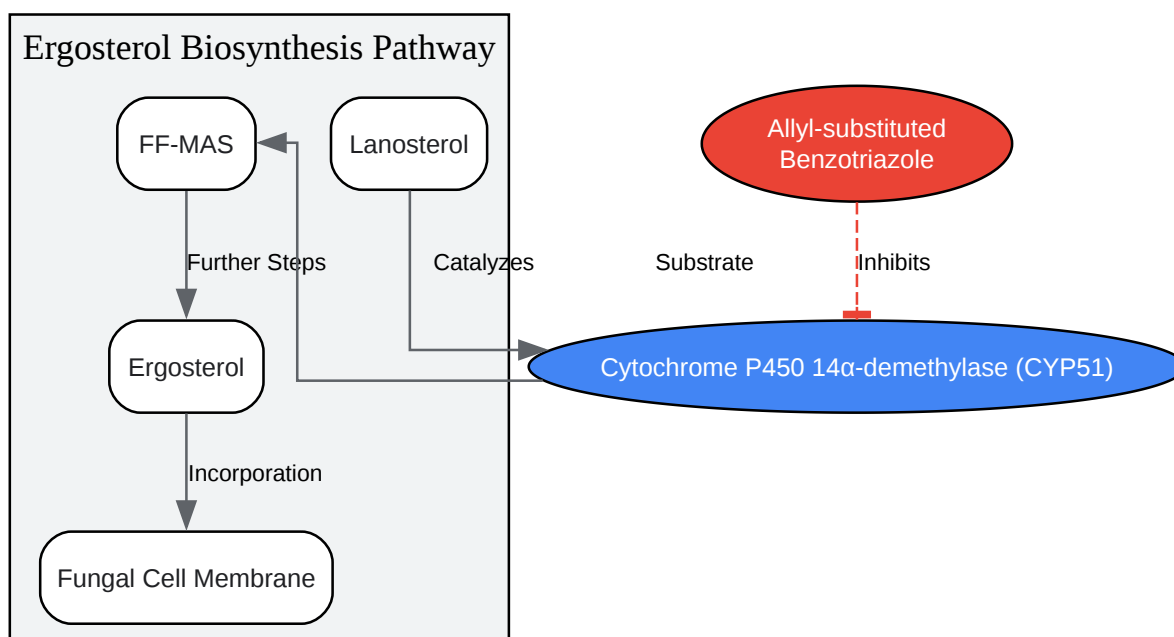 Ergosterol Biosynthesis Pathway
FF-MAS
Lanosterol
Allyl-substituted
Benzotriazole
Further Steps
Catalyzes
Substrate
Inhibits
Ergosterol
Cytochrome P450 14α-demethylase (CYP51)
Incorporation
Fungal Cell Membrane